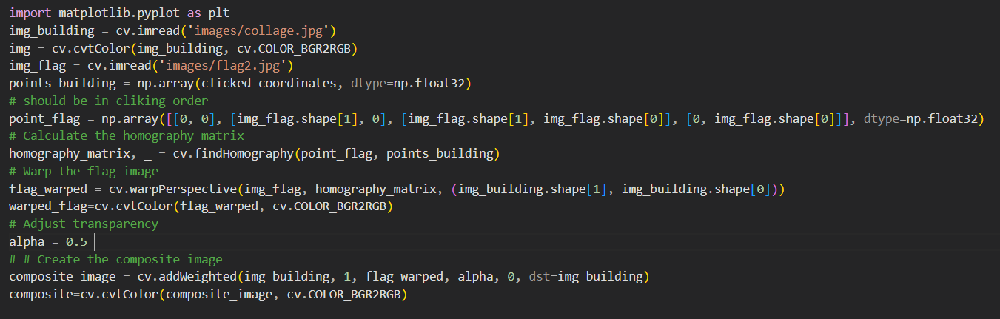 import matplotlib.pyplot as plt
img_building = cv.imread('images/collage.jpg')
img = cv.cvtColor(img_building, cv.COLOR_BGR2RGB)
img_flag = cv.imread('images/flag2.jpg')
points_building = np.array(clicked_coordinates, dtype=np.float32)
# should be in cliking order
point_flag = np.array([[0, 0], [img_flag.shape[1], 0], [img_flag.shape[1], img_flag.shape[0]], [0, img_flag.shape[0]]], dtype=np.float32)
# Calculate the homography matrix
homography_matrix, _ = cv.findHomography(point_flag, points_building)
# Warp the flag image
flag_warped = cv.warpPerspective(img_flag, homography_matrix, (img_building.shape[1], img_building.shape[0]))
warped_flag=cv.cvtColor(flag_warped, cv.COLOR_BGR2RGB)
# Adjust transparency
alpha = 0.5
# # Create the composite image
composite_image = cv.addWeighted(img_building, 1, flag_warped, alpha, 0, dst=img_building)
composite=cv.cvtColor(composite_image, cv.COLOR_BGR2RGB)